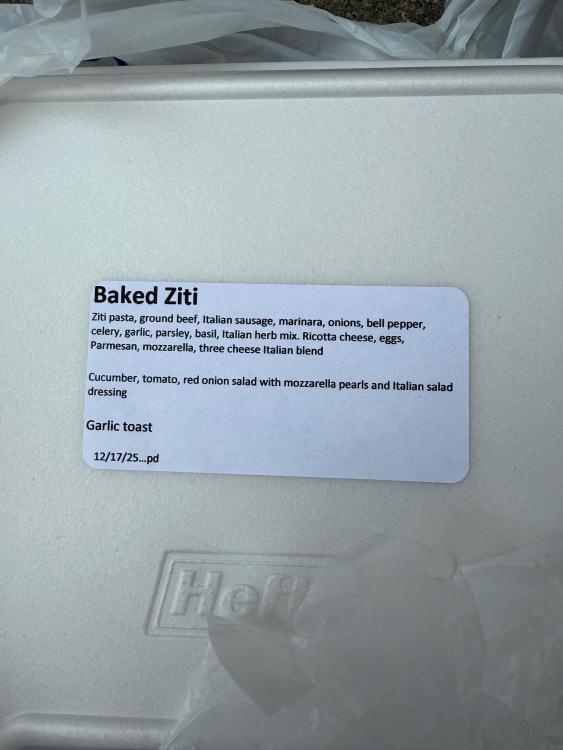 Baked Ziti
Ziti pasta, ground beef, Italian sausage, marinara, onions, bell pepper,
celery, garlic, parsley, basil, Italian herb mix. Ricotta cheese, eggs,
Parmesan, mozzarella, three cheese Italian blend
Cucumber, tomato, red onion salad with mozzarella pearls and Italian salad
dressing
Garlic toast
12/17/25...pd